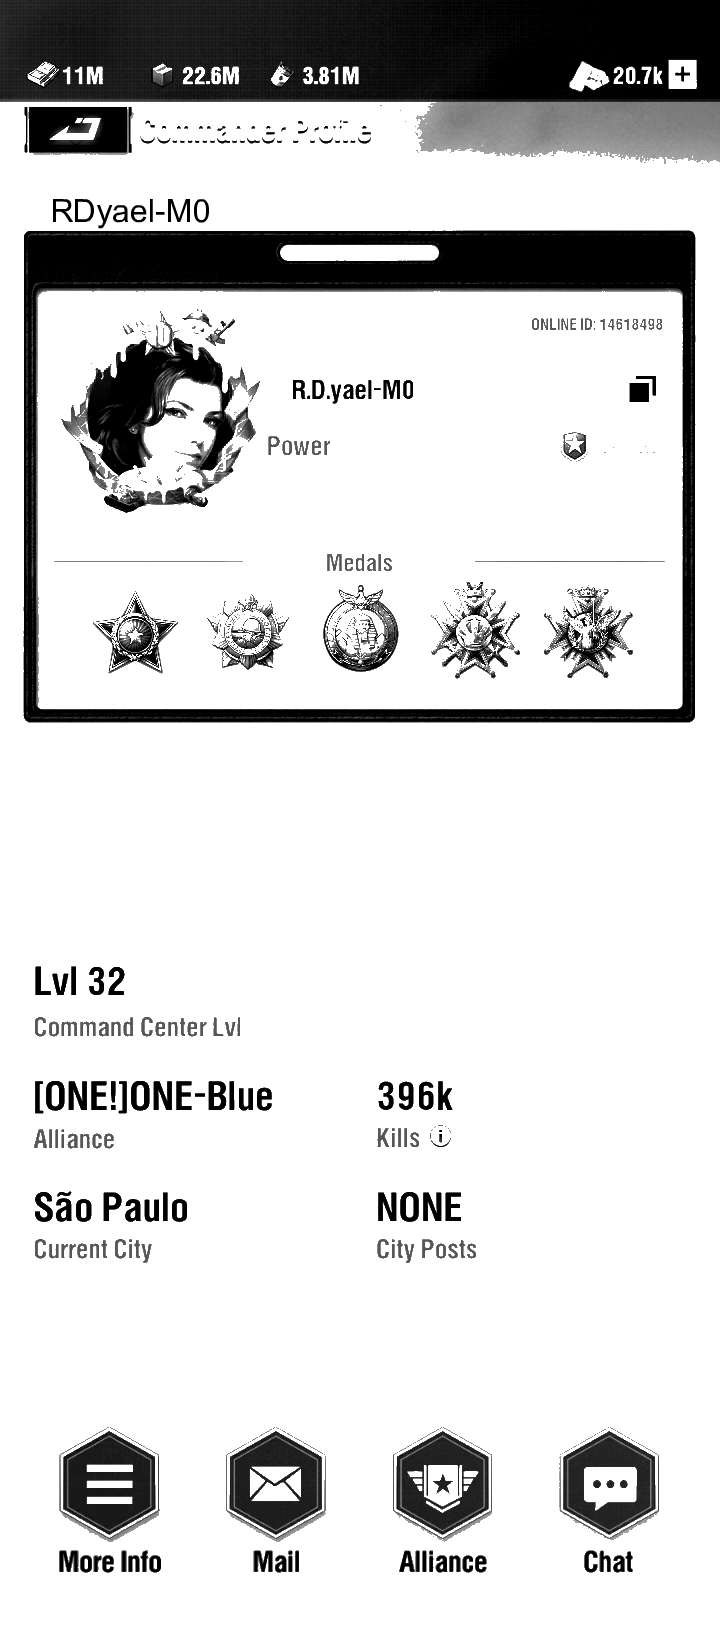 11M 22.6M 3.81M 20.7k +
Commander Profile
RDyael-M0
ONLINE ID: 14618498
R.D.yael-M0
Power
Medals
Lvl 32
Command Center Lvl
[ONE!]ONE-Blue 396k
Alliance Kills
São Paulo NONE
Current City City Posts
More Info Mail Alliance Chat